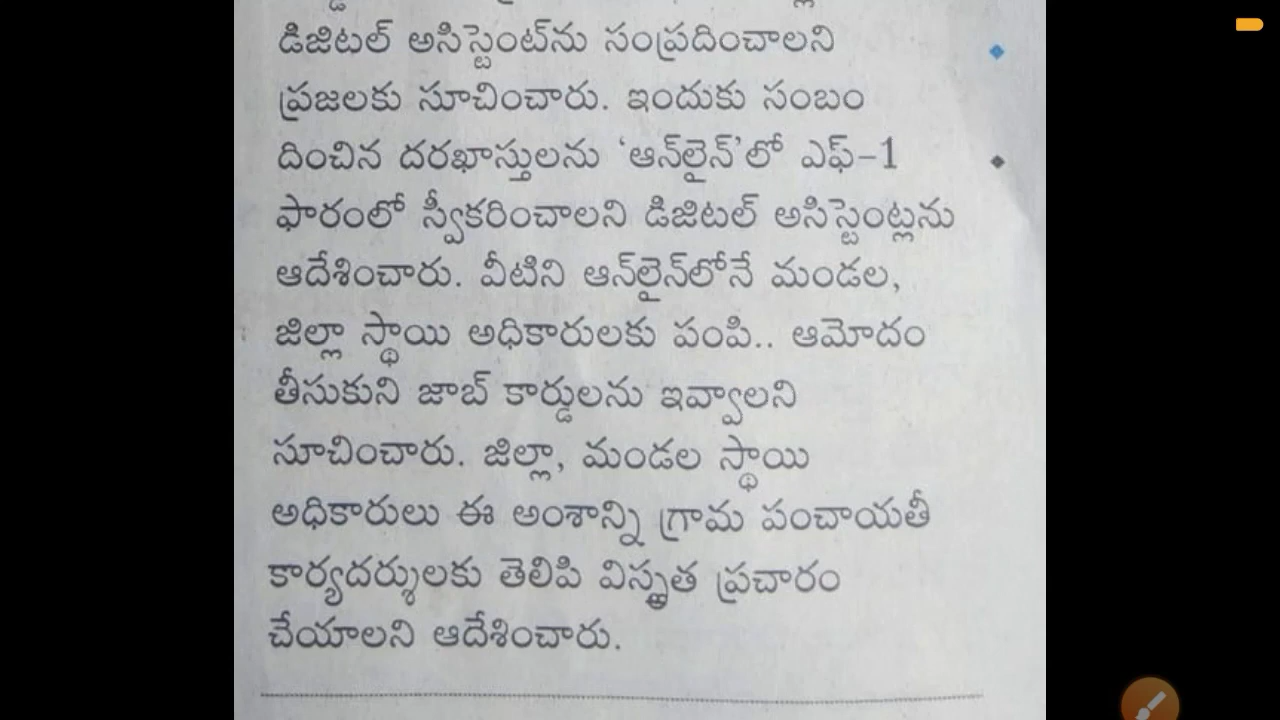 డిజిటల్ అసిస్టెంట్‌ను సంప్రదించాలని
ప్రజలకు సూచించారు. ఇందుకు సంబం
దించిన దరఖాస్తులను ‘ఆన్‌లైన్’లో ఎఫ్-1
ఫారంలో స్వీకరించాలని డిజిటల్ అసిస్టెంట్లను
ఆదేశించారు. వీటిని ఆన్‌లైన్‌లోనే మండల,
జిల్లా స్థాయి అధికారులకు పంపి.. ఆమోదం
తీసుకుని జాబ్ కార్డులను ఇవ్వాలని
సూచించారు. జిల్లా, మండల స్థాయి
అధికారులు ఈ అంశాన్ని గ్రామ పంచాయతీ
కార్యదర్శులకు తెలిపి విస్తృత ప్రచారం
చేయాలని ఆదేశించారు.